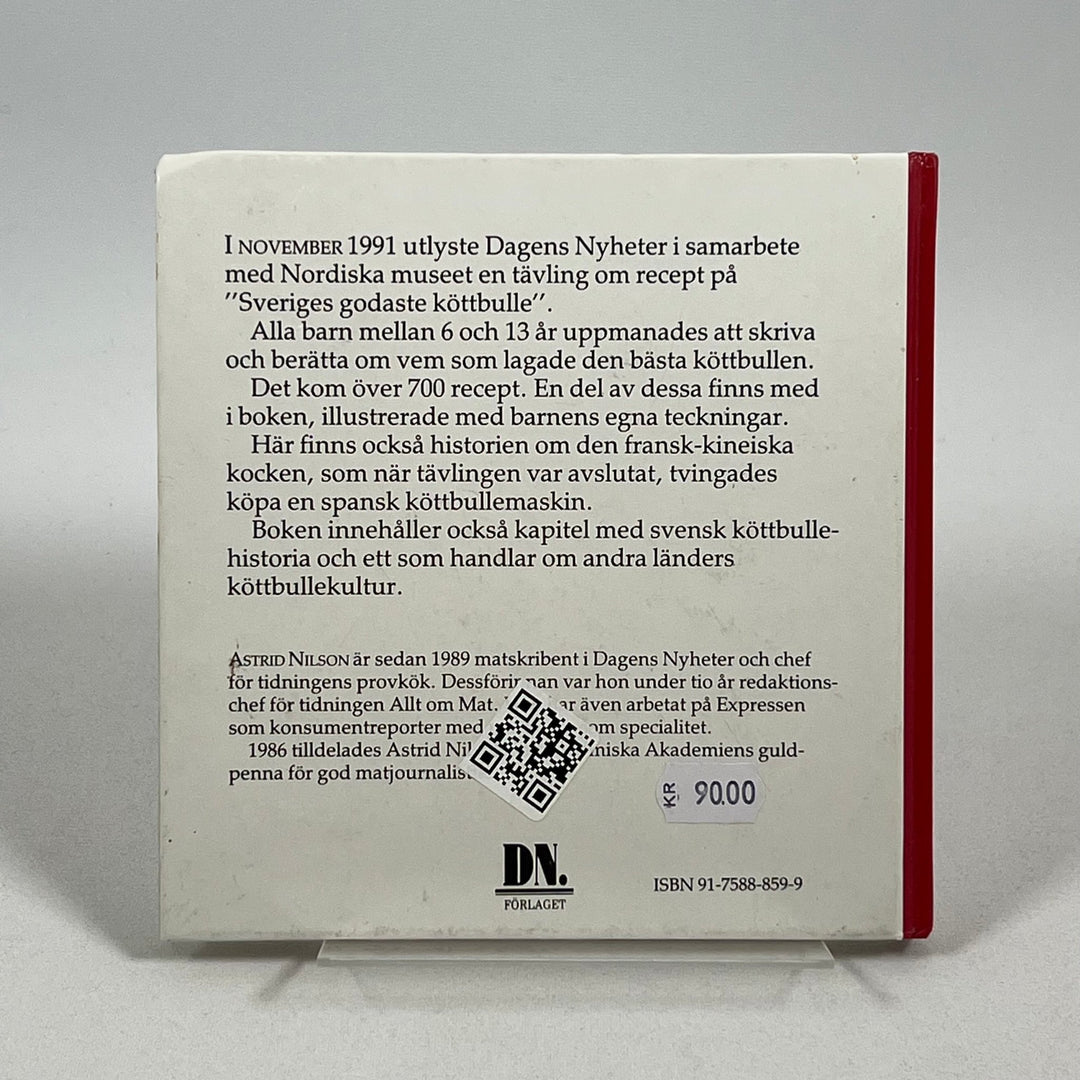 I NOVEMBER 1991 utlyste Dagens Nyheter i samarbete
med Nordiska museet en tävling om recept på
”Sveriges godaste köttbulle”.
Alla barn mellan 6 och 13 år uppmanades att skriva
och berätta om vem som lagade den bästa köttbullen.
Det kom över 700 recept. En del av dessa finns med
i boken, illustrerade med barnens egna teckningar.
Här finns också historien om den fransk-kineiska
kocken, som när tävlingen var avslutat, tvingades
köpa en spansk köttbullemaskin.
Boken innehåller också kapitel med svensk köttbulle-
historia och ett som handlar om andra länders
köttbullekultur.
ASTRID NILSON är sedan 1989 matskribent i Dagens Nyheter och chef
för tidningens provkök. Dessförinnan var hon under tio år redaktions-
chef för tidningen Allt om Mat. även arbetat på Expressen
som konsumentreporter med specialitet.
1986 tilldelades Astrid Akademiens guld-
penna för god
KR 90.00
DN.
FÖRLAGET
ISBN 91-7588-859-9